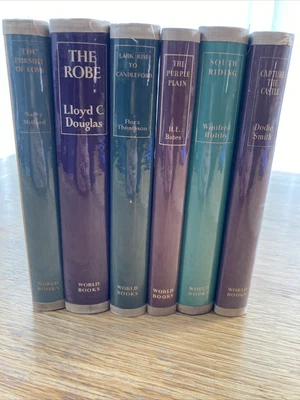 THE
PURSUIT OF LOVE
Nancy
Mitford
WORLD
BOOKS
THE
ROBE
Lloyd C
Douglas
WORLD
BOOKS
LARK RISE
TO
CANDLEFORD
Flora
Thompson
WORLD
BOOKS
THE
PURPLE
PLAIN
H.E.
Bates
WORLD
BOOKS
SOUTH
RIDING
Winifred
Holtby
WORLD
BOOKS
I
CAPTURE
THE
CASTLE
Dodie
Smith
WORLD
BOOKS